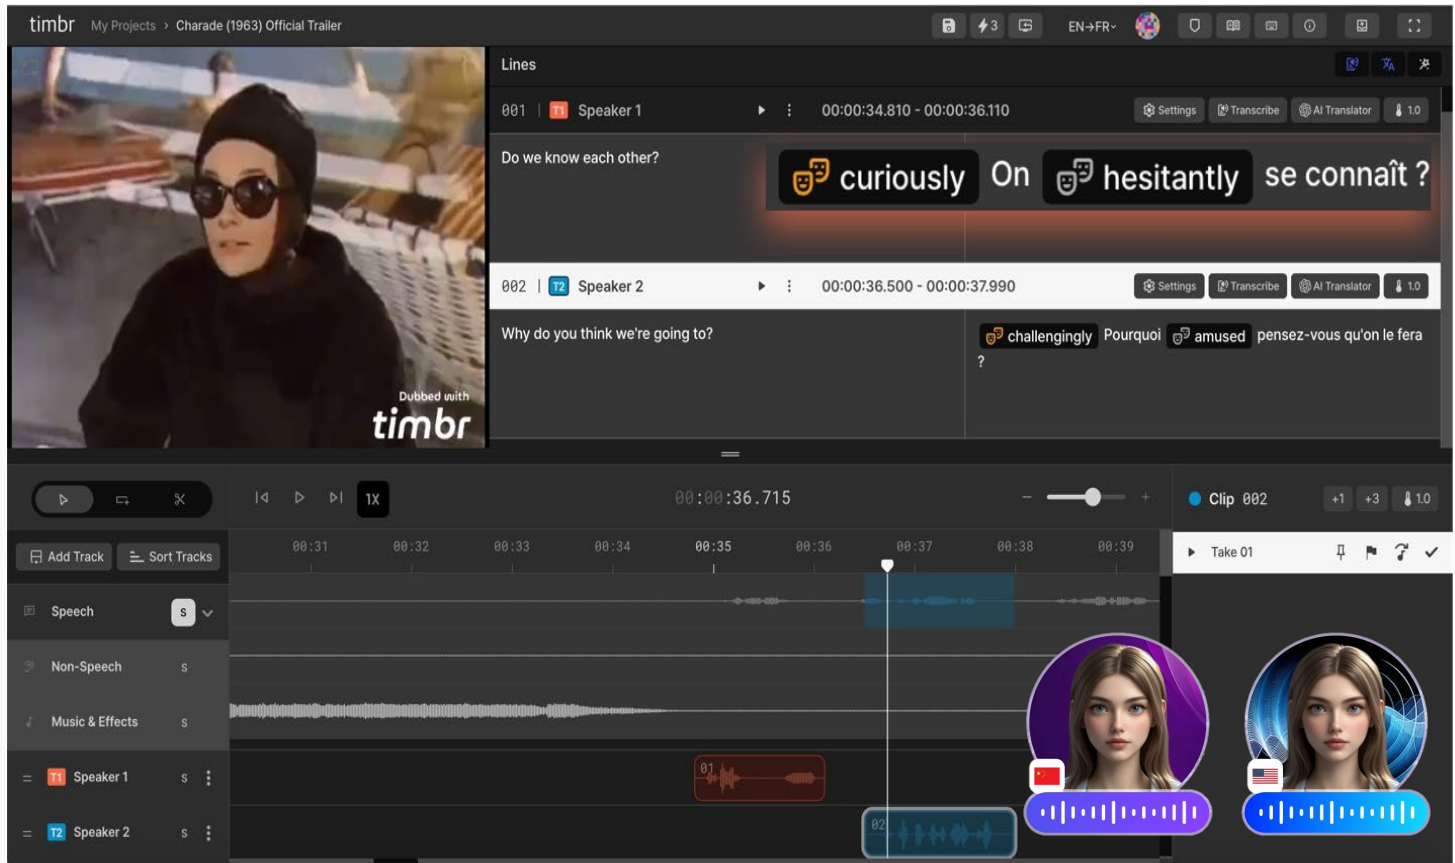 timbr My Projects > Charade (1963) Official Trailer 3 EN→FR
Lines
001 | T1 Speaker 1 00:00:34.810 - 00:00:36.110 Settings Transcribe AI Translator 1.0
Do we know each other? curiously On hesitantly se connaît ?
002 | T2 Speaker 2 00:00:36.500 - 00:00:37.990 Settings Transcribe AI Translator 1.0
Why do you think we're going to? challengingly Pourquoi amused pensez-vous qu'on le fera
?
Dubbed with
timbr
1X 00:00:36.715 − + Clip 002 +1 +3 1.0
Add Track Sort Tracks 00:31 00:32 00:33 00:34 00:35 00:36 00:37 00:38 00:39 Take 01
Speech S
Non-Speech S
Music & Effects S
T1 Speaker 1 S 01
T2 Speaker 2 S 02